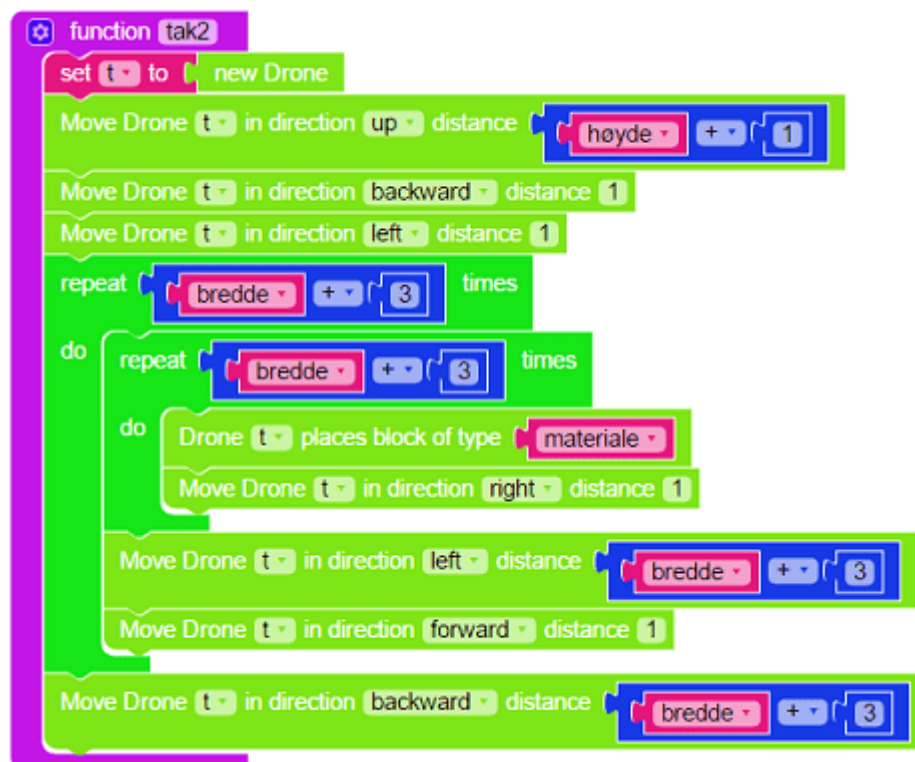 function tak2
set t to new Drone
Move Drone t in direction up distance høyde + 1
Move Drone t in direction backward distance 1
Move Drone t in direction left distance 1
repeat bredde + 3 times
do repeat bredde + 3 times
do Drone t places block of type materiale
Move Drone t in direction right distance 1
Move Drone t in direction left distance bredde + 3
Move Drone t in direction forward distance 1
Move Drone t in direction backward distance bredde + 3